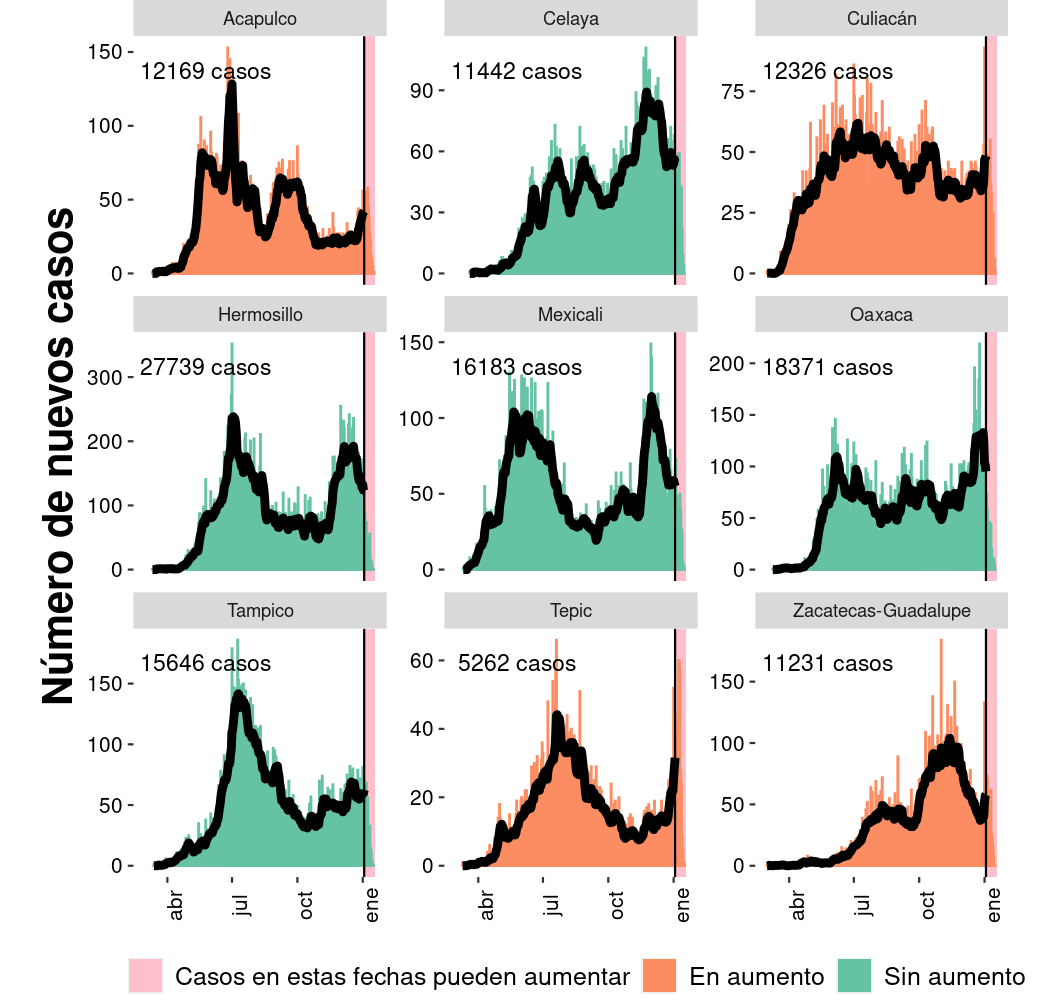 Número de nuevos casos
Acapulco
Celaya
Culiacán
150
100
50
0
12169 casos
90
60
30
0
11442 casos
75
50
25
0
12326 casos
Hermosillo
Mexicali
Oaxaca
300
200
100
0
27739 casos
150
100
50
0
16183 casos
200
150
100
50
0
18371 casos
Tampico
Tepic
Zacatecas-Guadalupe
150
100
50
0
15646 casos
60
40
20
0
5262 casos
150
100
50
0
11231 casos
abr jul oct ene
abr jul oct ene
abr jul oct ene
Casos en estas fechas pueden aumentar En aumento Sin aumento